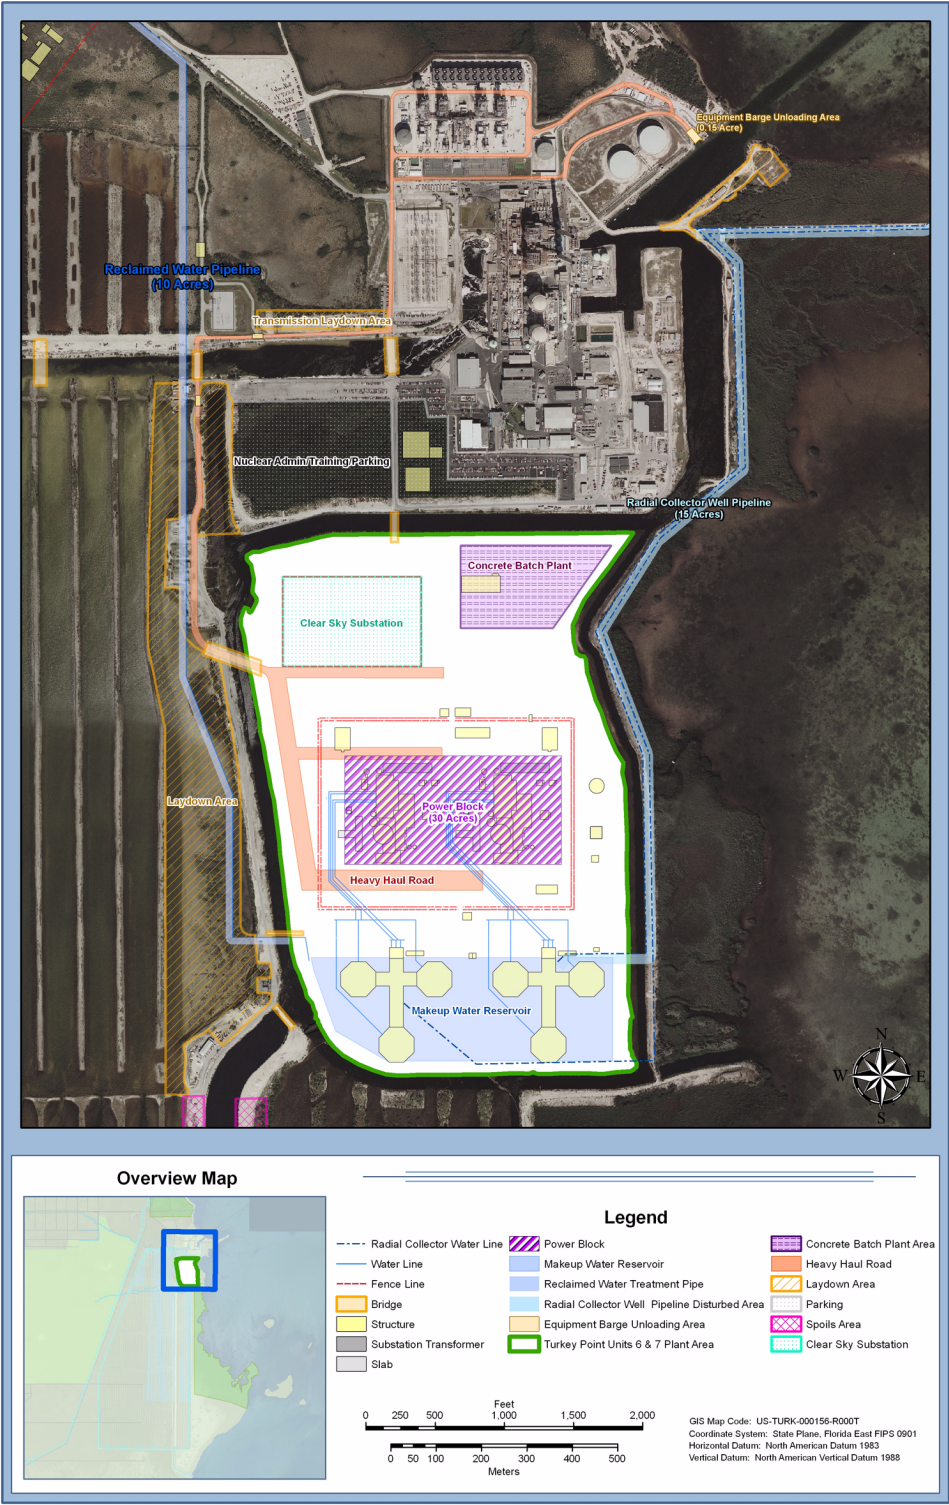 Equipment Barge Unloading Area
(0.15 Acre)
Reclaimed Water Pipeline
(10 Acres)
Transmission Laydown Area
Nuclear Admin/Training/Parking
Radial Collector Well Pipeline
(15 Acres)
Concrete Batch Plant
Clear Sky Substation
Laydown Area
Power Block
(30 Acres)
Heavy Haul Road
Makeup Water Reservoir
N
W
E
S
Overview Map
Legend
Radial Collector Water Line
Water Line
Fence Line
Bridge
Structure
Substation Transformer
Slab
Power Block
Makeup Water Reservoir
Reclaimed Water Treatment Pipe
Radial Collector Well Pipeline Disturbed Area
Equipment Barge Unloading Area
Turkey Point Units 6 & 7 Plant Area
Concrete Batch Plant Area
Heavy Haul Road
Laydown Area
Parking
Spoils Area
Clear Sky Substation
Feet
0 250 500 1,000 1,500 2,000
0 50 100 200 300 400 500
Meters
GIS Map Code: US-TURK-000156-R000T
Coordinate System: State Plane, Florida East FIPS 0901
Horizontal Datum: North American Datum 1983
Vertical Datum: North American Vertical Datum 1988